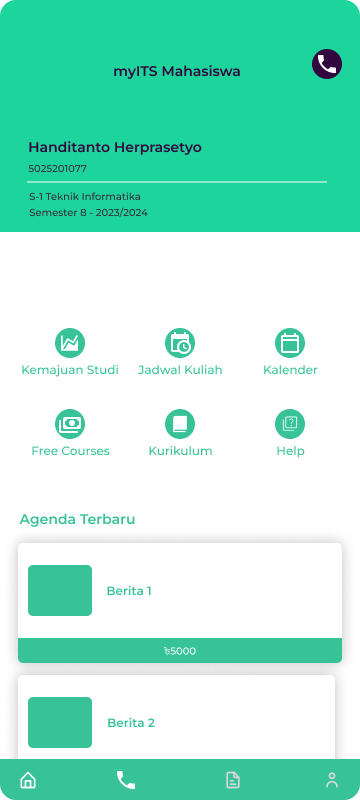 myITS Mahasiswa
Handitanto Herprasetyo
5025201077
S-1 Teknik Informatika
Semester 8 - 2023/2024
Kemajuan Studi
Jadwal Kuliah
Kalender
Free Courses
Kurikulum
Help
Agenda Terbaru
Berita 1
৳5000
Berita 2